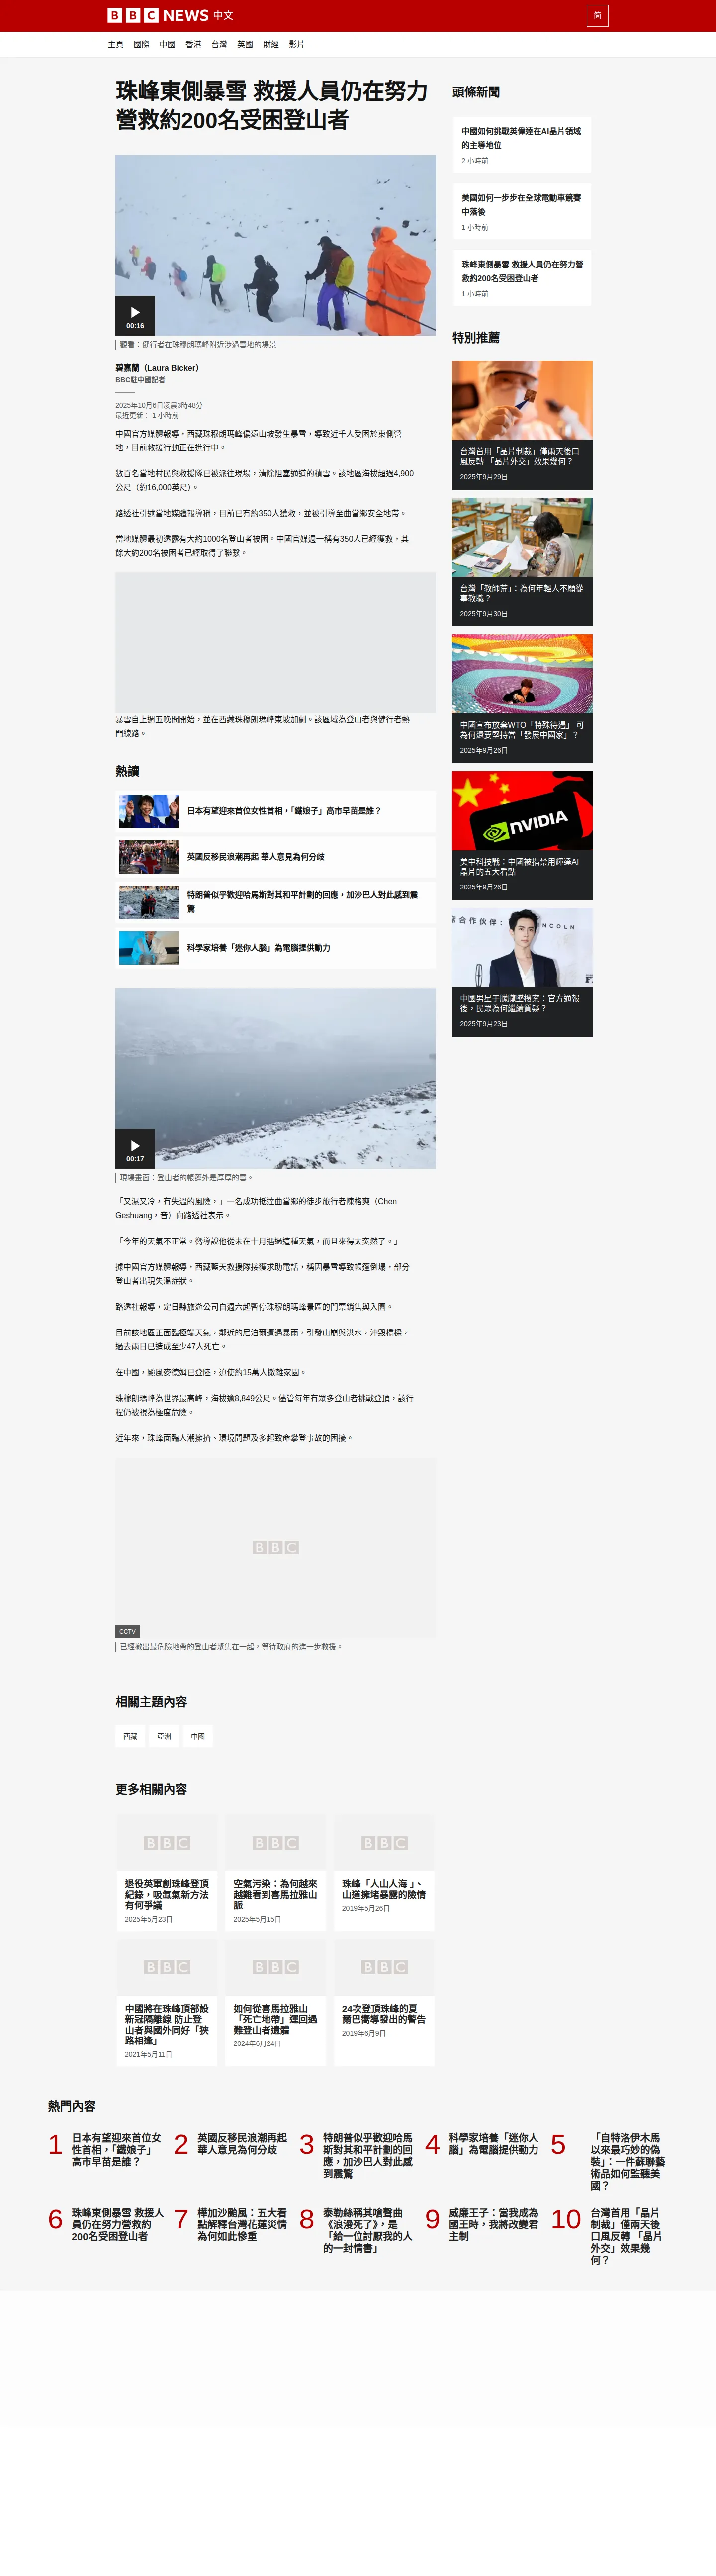 BBC NEWS 中文
简
主頁 國際 中國 香港 台灣 英國 財經 影片
珠峰東側暴雪 救援人員仍在努力
營救約200名受困登山者
00:16
觀看：健行者在珠穆朗瑪峰附近涉過雪地的場景
碧嘉蘭（Laura Bicker）
BBC駐中國記者
2025年10月6日凌晨3時48分
最近更新： 1 小時前
中國官方媒體報導，西藏珠穆朗瑪峰偏遠山坡發生暴雪，導致近千人受困於東側營
地，目前救援行動正在進行中。
數百名當地村民與救援隊已被派往現場，清除阻塞通道的積雪。該地區海拔超過4,900
公尺（約16,000英尺）。
路透社引述當地媒體報導稱，目前已有約350人獲救，並被引導至曲當鄉安全地帶。
當地媒體最初透露有大約1000名登山者被困。中國官媒週一稱有350人已經獲救，其
餘大約200名被困者已經取得了聯繫。
暴雪自上週五晚間開始，並在西藏珠穆朗瑪峰東坡加劇。該區域為登山者與健行者熱
門線路。
熱讀
日本有望迎來首位女性首相，「鐵娘子」高市早苗是誰？
英國反移民浪潮再起 華人意見為何分歧
特朗普似乎歡迎哈馬斯對其和平計劃的回應，加沙巴人對此感到震
驚
科學家培養「迷你人腦」為電腦提供動力
00:17
現場畫面：登山者的帳篷外是厚厚的雪。
「又濕又冷，有失溫的風險，」一名成功抵達曲當鄉的徒步旅行者陳格爽（Chen
Geshuang，音）向路透社表示。
「今年的天氣不正常。嚮導說他從未在十月遇過這種天氣，而且來得太突然了。」
據中國官方媒體報導，西藏藍天救援隊接獲求助電話，稱因暴雪導致帳篷倒塌，部分
登山者出現失溫症狀。
路透社報導，定日縣旅遊公司自週六起暫停珠穆朗瑪峰景區的門票銷售與入園。
目前該地區正面臨極端天氣，鄰近的尼泊爾遭遇暴雨，引發山崩與洪水，沖毀橋樑，
過去兩日已造成至少47人死亡。
在中國，颱風麥德姆已登陸，迫使約15萬人撤離家園。
珠穆朗瑪峰為世界最高峰，海拔逾8,849公尺。儘管每年有眾多登山者挑戰登頂，該行
程仍被視為極度危險。
近年來，珠峰面臨人潮擁擠、環境問題及多起致命攀登事故的困擾。
BBC
CCTV
已經撤出最危險地帶的登山者聚集在一起，等待政府的進一步救援。
相關主題內容
西藏 亞洲 中國
更多相關內容
BBC BBC BBC
退役英軍創珠峰登頂
紀錄，吸氙氣新方法
有何爭議
2025年5月23日
空氣污染：為何越來
越難看到喜馬拉雅山
脈
2025年5月15日
珠峰「人山人海 」、
山道擁堵暴露的險情
2019年5月26日
BBC BBC BBC
中國將在珠峰頂部設
新冠隔離線 防止登
山者與國外同好「狹
路相逢」
2021年5月11日
如何從喜馬拉雅山
「死亡地帶」運回遇
難登山者遺體
2024年6月24日
24次登頂珠峰的夏
爾巴嚮導發出的警告
2019年6月9日
頭條新聞
中國如何挑戰英偉達在AI晶片領域
的主導地位
2 小時前
美國如何一步步在全球電動車競賽
中落後
1 小時前
珠峰東側暴雪 救援人員仍在努力營
救約200名受困登山者
1 小時前
特別推薦
台灣首用「晶片制裁」僅兩天後口
風反轉 「晶片外交」效果幾何？
2025年9月29日
台灣「教師荒」：為何年輕人不願從
事教職？
2025年9月30日
中國宣布放棄WTO「特殊待遇」 可
為何還要堅持當「發展中國家」？
2025年9月26日
NVIDIA
美中科技戰：中國被指禁用輝達AI
晶片的五大看點
2025年9月26日
合作伙伴：
INCOLN
中國男星于朦朧墜樓案：官方通報
後，民眾為何繼續質疑？
2025年9月23日
熱門內容
1 日本有望迎來首位女
性首相，「鐵娘子」
高市早苗是誰？
2 英國反移民浪潮再起
華人意見為何分歧
3 特朗普似乎歡迎哈馬
斯對其和平計劃的回
應，加沙巴人對此感
到震驚
4 科學家培養「迷你人
腦」為電腦提供動力
5 「自特洛伊木馬
以來最巧妙的偽
裝」：一件蘇聯藝
術品如何監聽美
國？
6 珠峰東側暴雪 救援人
員仍在努力營救約
200名受困登山者
7 樺加沙颱風：五大看
點解釋台灣花蓮災情
為何如此慘重
8 泰勒絲稱其嗆聲曲
《浪漫死了》，是
「給一位討厭我的人
的一封情書」
9 威廉王子：當我成為
國王時，我將改變君
主制
10 台灣首用「晶片
制裁」僅兩天後
口風反轉 「晶片
外交」效果幾
何？